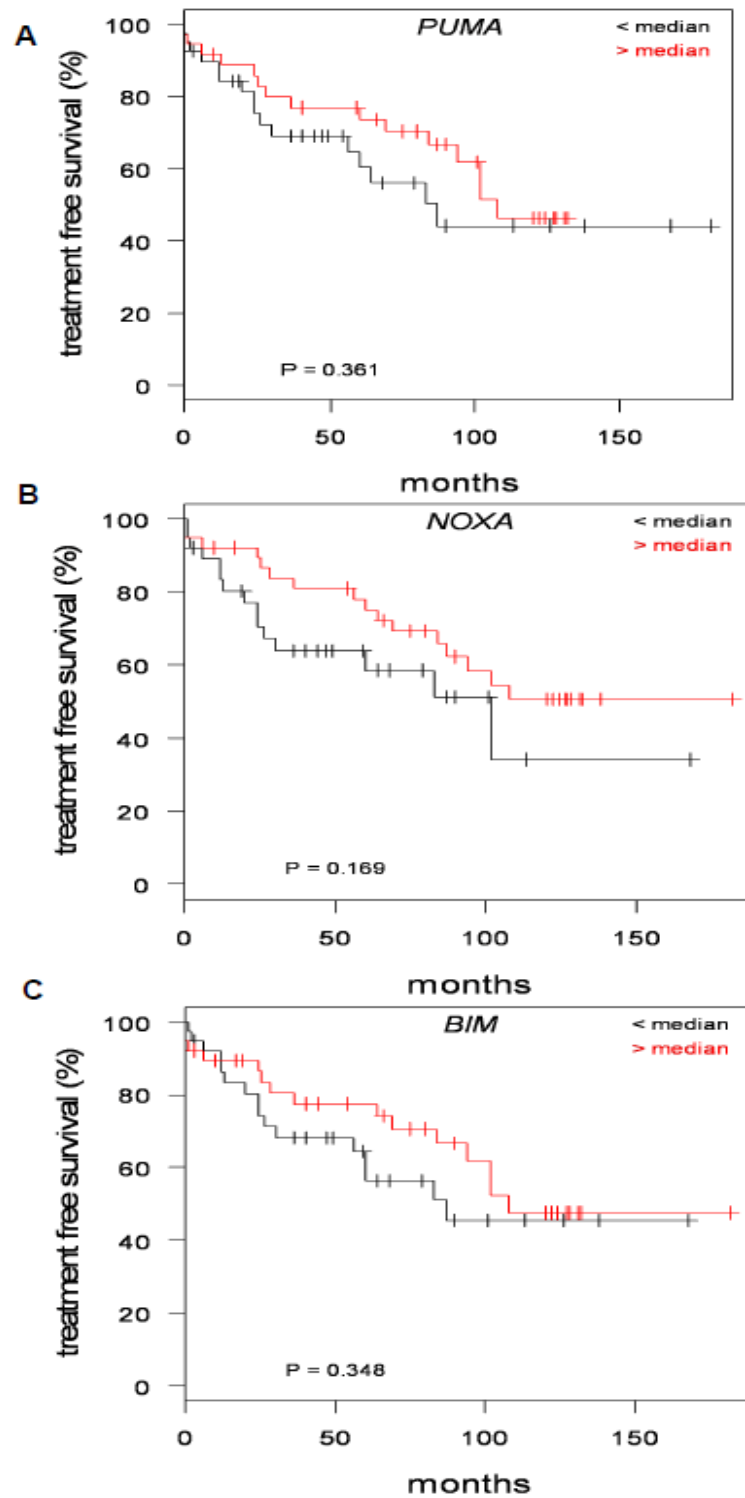 A
PUMA
< median
> median
100
80
60
40
20
0
treatment free survival (%)
P = 0.361
0 50 100 150
months
B
NOXA
< median
> median
100
80
60
40
20
0
treatment free survival (%)
P = 0.169
0 50 100 150
months
C
BIM
< median
> median
100
80
60
40
20
0
treatment free survival (%)
P = 0.348
0 50 100 150
months